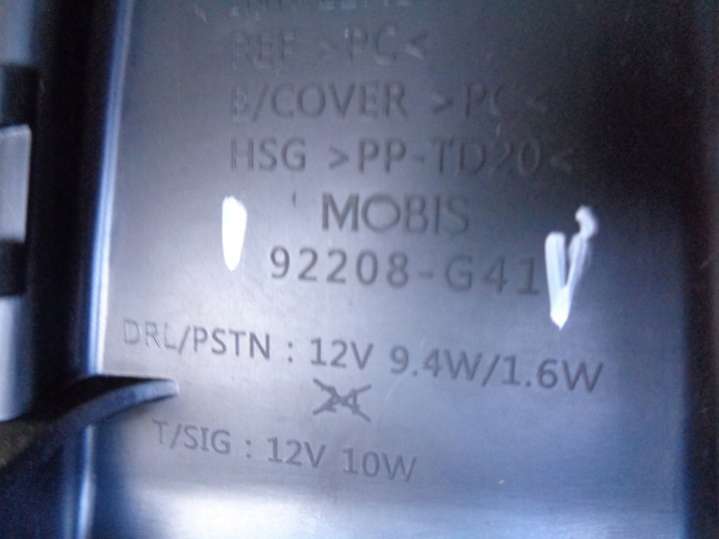 REF >PC<
B/COVER >PC<
HSG >PP-TD20<
MOBIS
92208-G41
DRL/PSTN : 12V 9.4W/1.6W
24
T/SIG : 12V 10W